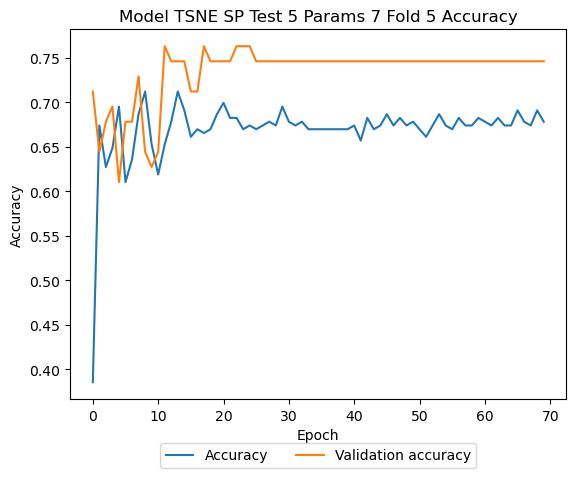 Model TSNE SP Test 5 Params 7 Fold 5 Accuracy
0.75
0.70
0.65
0.60
0.55
0.50
0.45
0.40
Accuracy
0 10 20 30 40 50 60 70
Epoch
Accuracy Validation accuracy